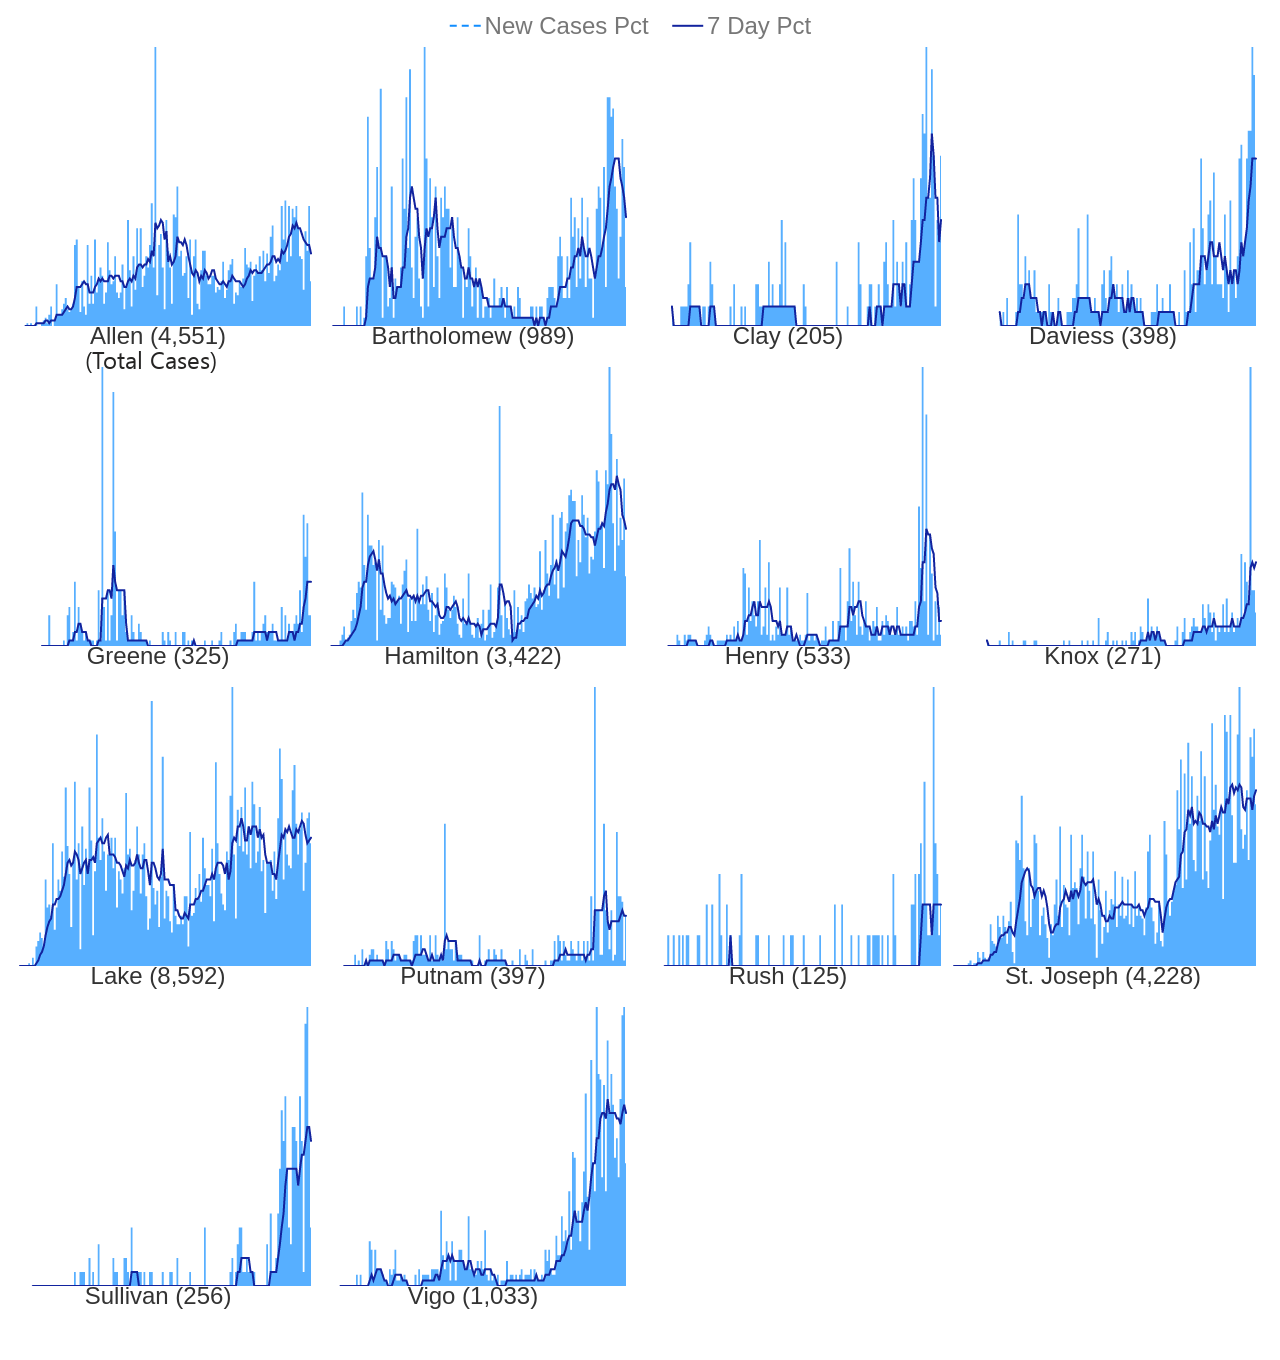 New Cases Pct 7 Day Pct
Allen (4,551) Bartholomew (989) Clay (205) Daviess (398)
(Total Cases)
Greene (325) Hamilton (3,422) Henry (533) Knox (271)
Lake (8,592) Putnam (397) Rush (125) St. Joseph (4,228)
Sullivan (256) Vigo (1,033)